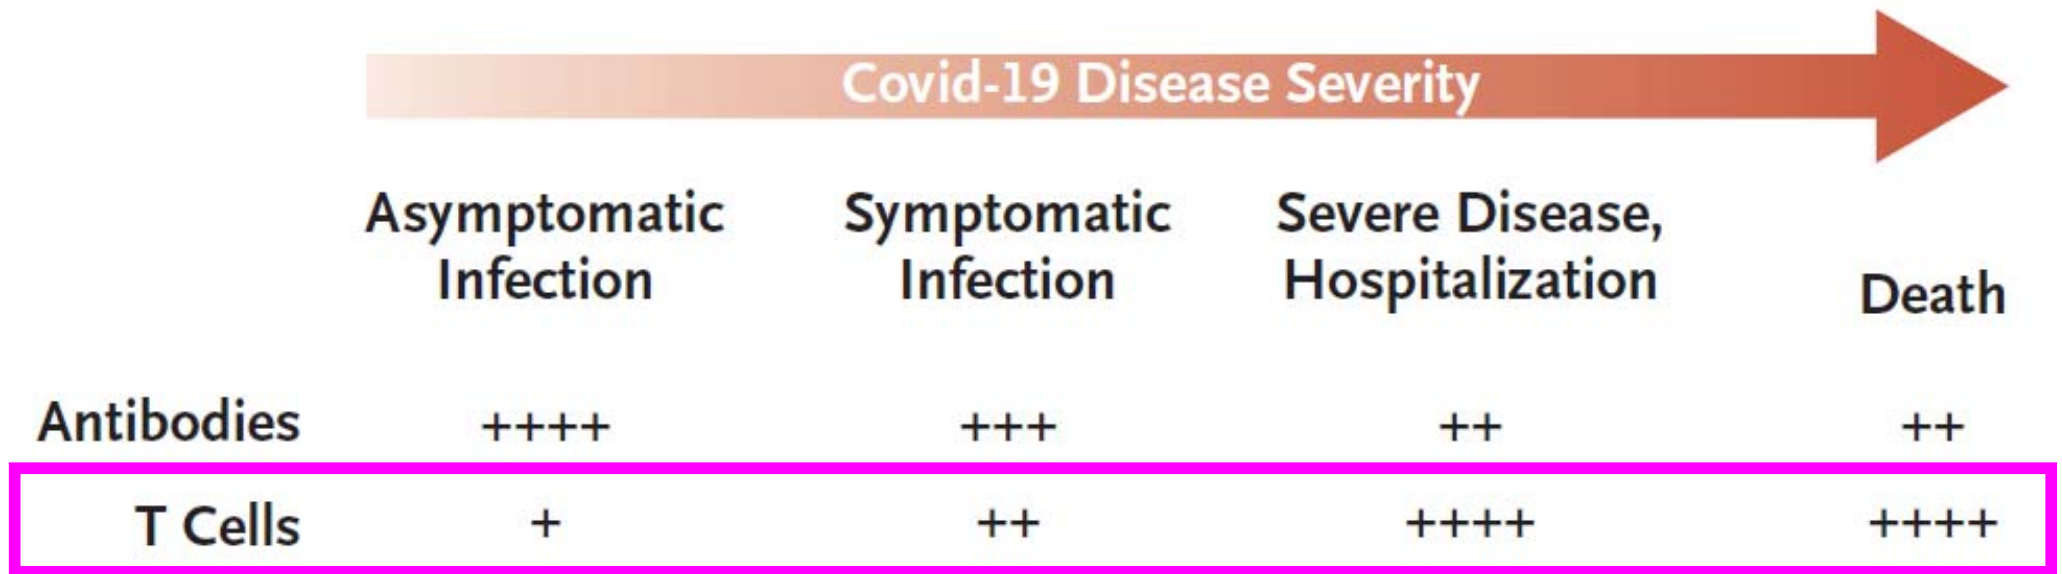 Covid-19 Disease Severity
Asymptomatic Infection
Symptomatic Infection
Severe Disease, Hospitalization
Death
Antibodies ++++ +++ ++ ++
T Cells + ++ ++++ ++++